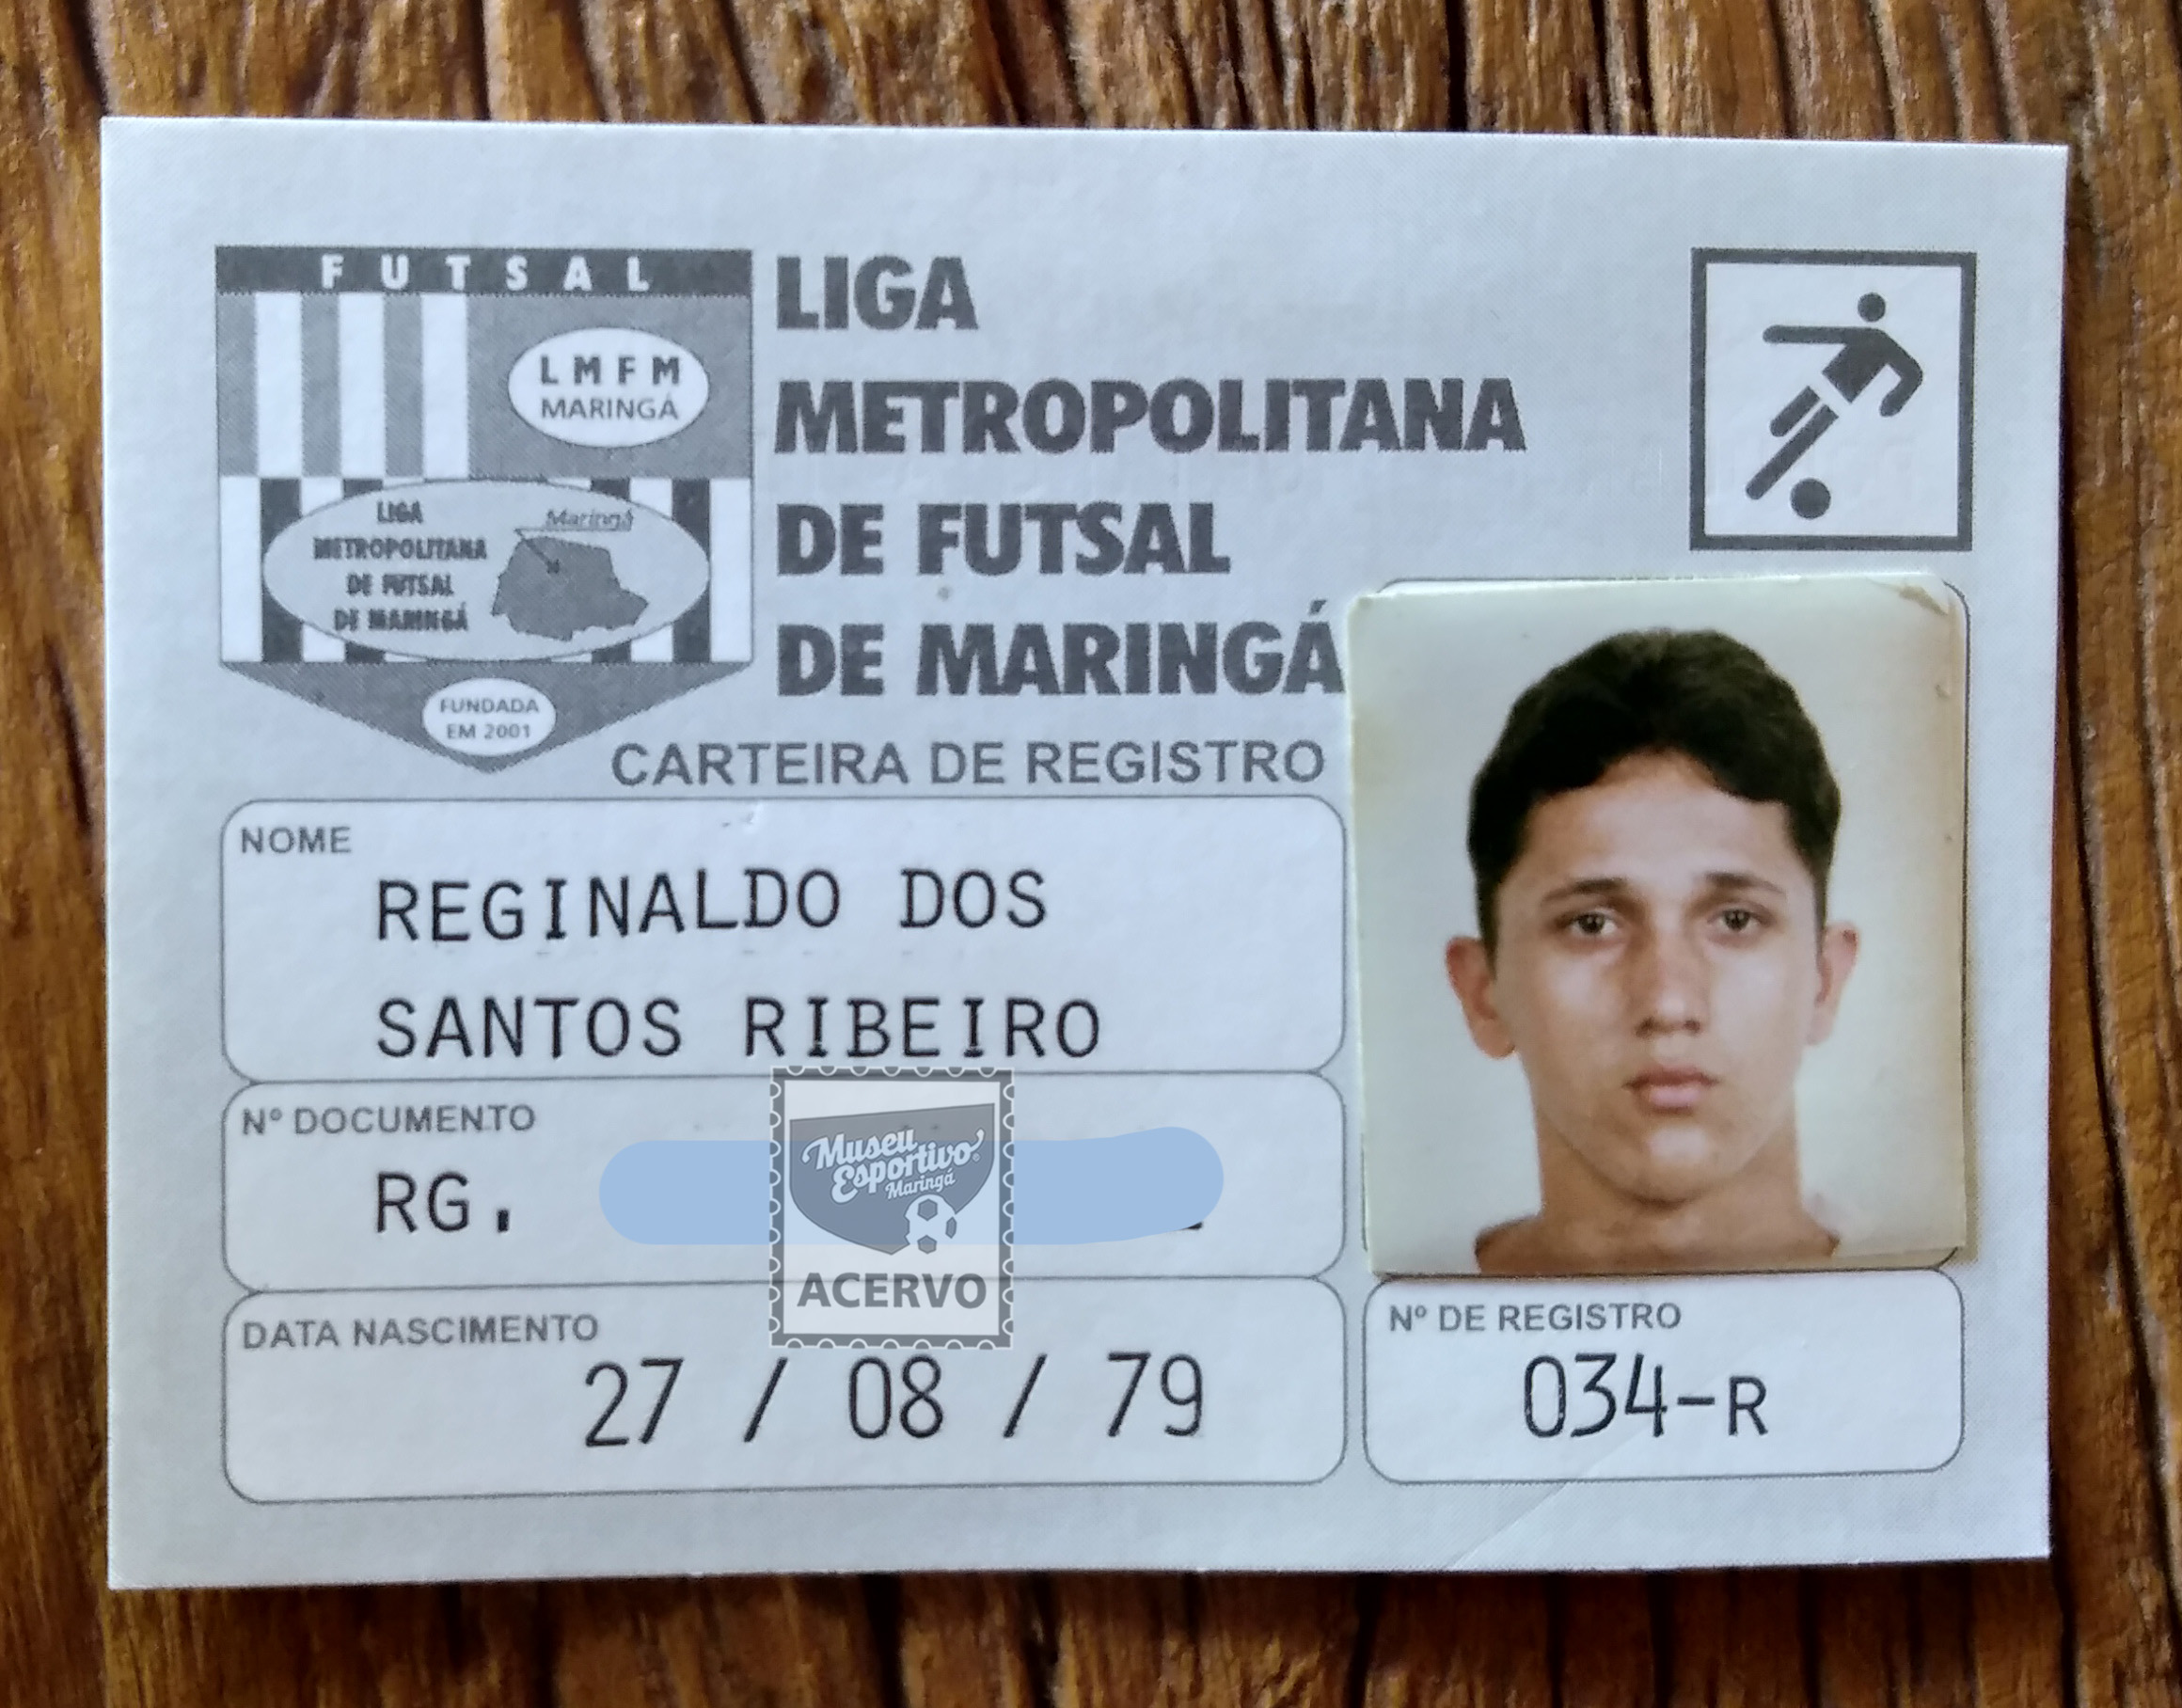 FUTSAL
LMFM
MARINGÁ
LIGA
METROPOLITANA
DE FUTSAL
DE MARINGÁ
Maringá
FUNDADA
EM 2001
LIGA
METROPOLITANA
DE FUTSAL
DE MARINGÁ
CARTEIRA DE REGISTRO
NOME
REGINALDO DOS
SANTOS RIBEIRO
Nº DOCUMENTO
RG.
Museu
Esportivo
Maringá
ACERVO
DATA NASCIMENTO
27 / 08 / 79
Nº DE REGISTRO
034-R